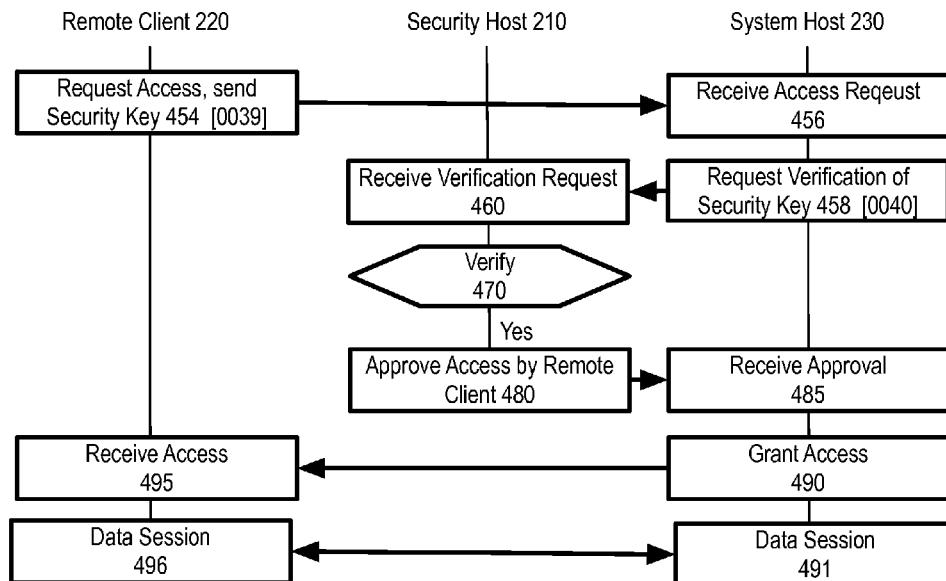 Remote Client 220
Security Host 210
System Host 230
Request Access, send
Security Key 454 [0039]
Receive Access Reqeust
456
Receive Verification Request
460
Request Verification of
Security Key 458 [0040]
Verify
470
Yes
Approve Access by Remote
Client 480
Receive Approval
485
Receive Access
495
Grant Access
490
Data Session
496
Data Session
491